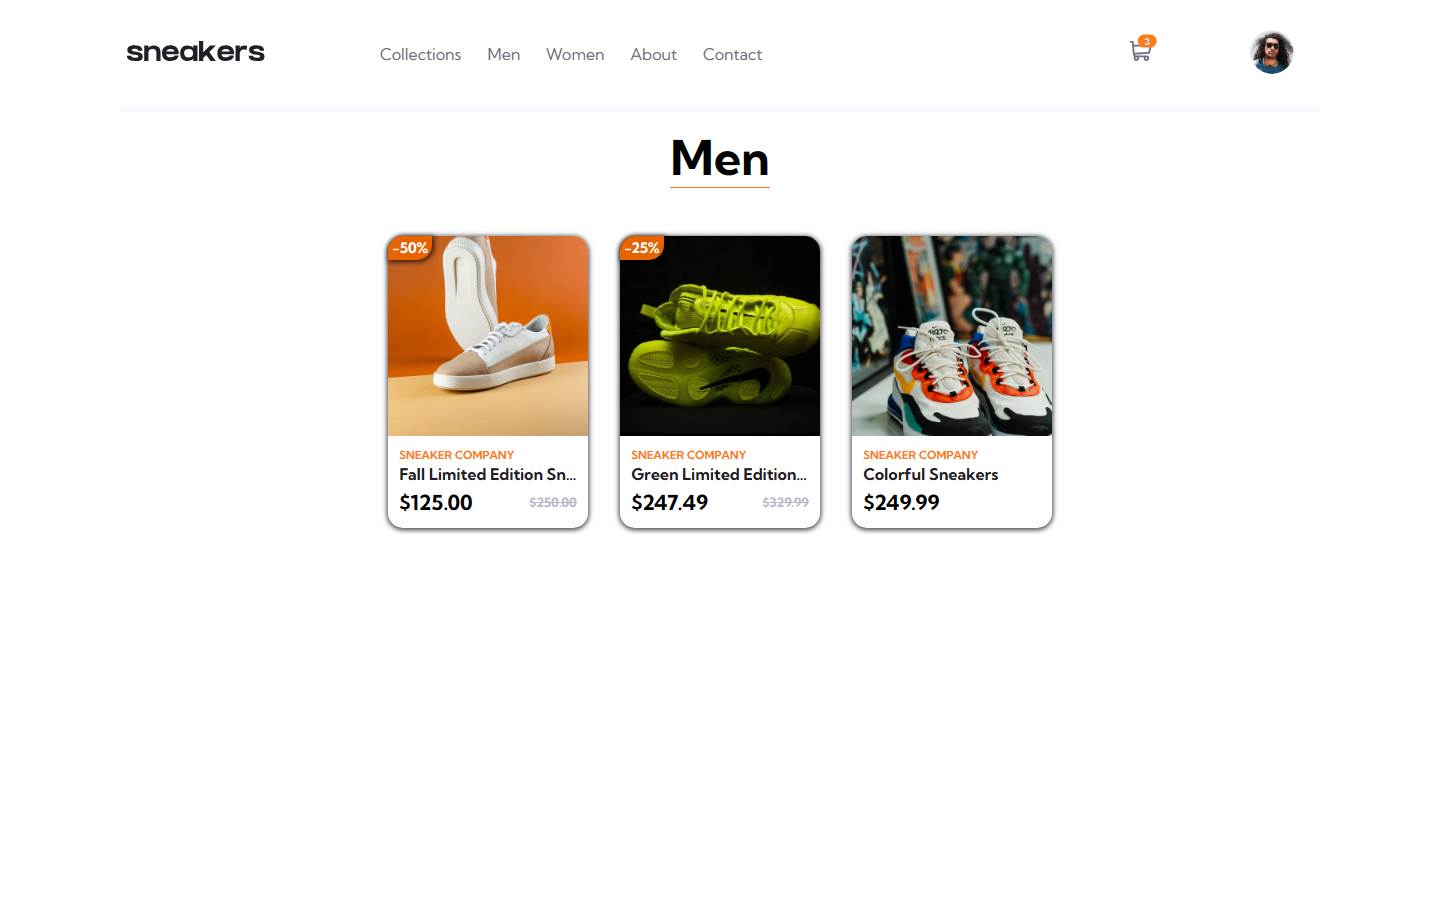 sneakers
Collections Men Women About Contact
3
Men
-50%
-25%
SNEAKER COMPANY
Fall Limited Edition Sn...
$125.00 $250.00
SNEAKER COMPANY
Green Limited Edition...
$247.49 $329.99
SNEAKER COMPANY
Colorful Sneakers
$249.99